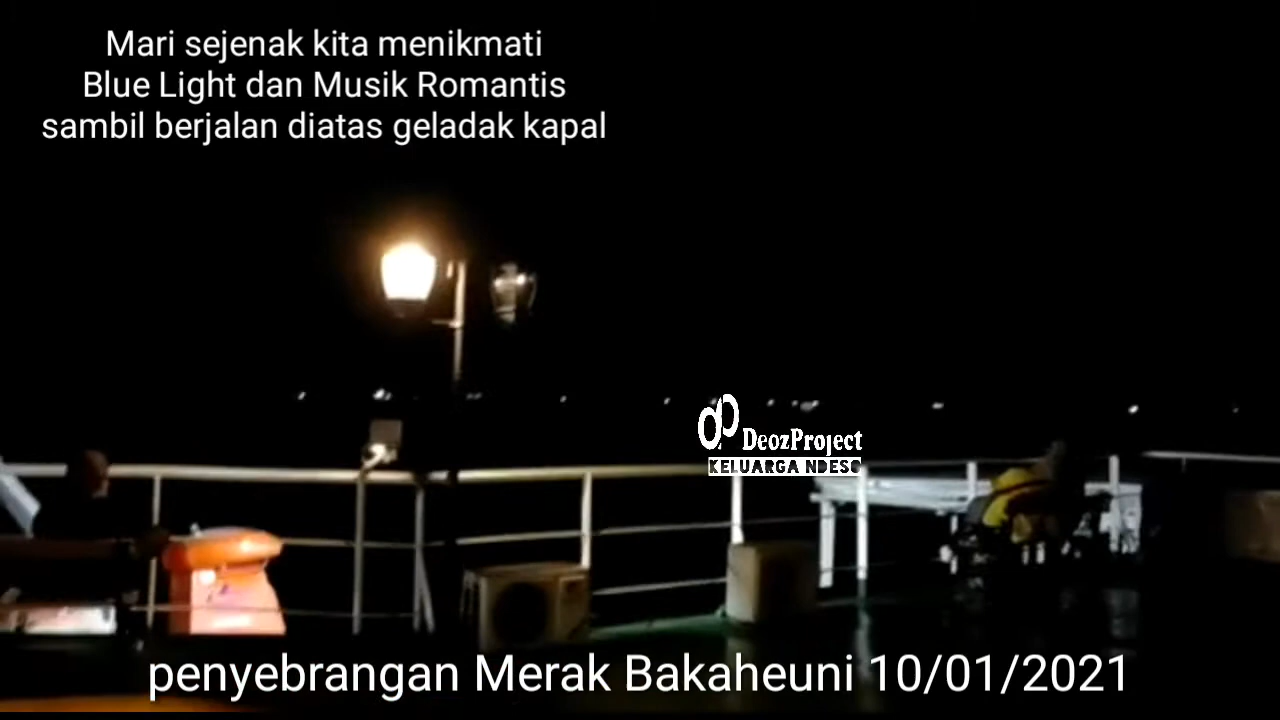 Mari sejenak kita menikmati
Blue Light dan Musik Romantis
sambil berjalan diatas geladak kapal
DeozProject
KELUARGA NDESO
penyebrangan Merak Bakaheuni 10/01/2021